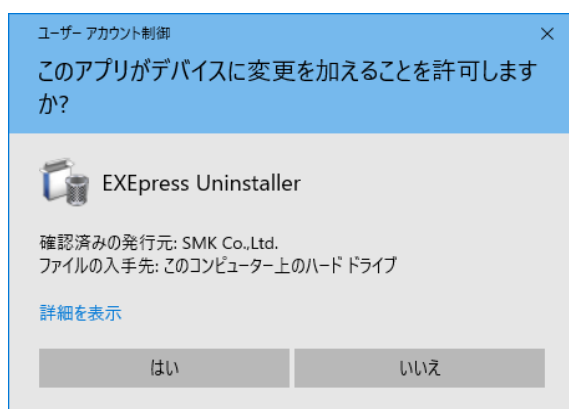 ユーザー アカウント制御
このアプリがデバイスに変更を加えることを許可します
か?
EXEpress Uninstaller
確認済みの発行元: SMK Co.,Ltd.
ファイルの入手先: このコンピューター上のハード ドライブ
詳細を表示
はい
いいえ